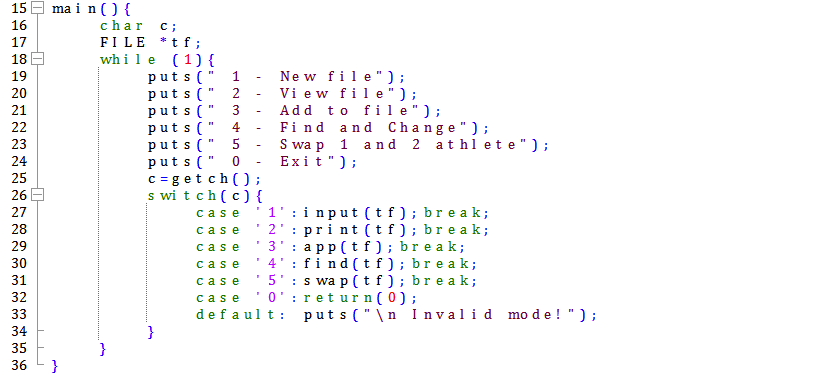 15 main(){
16 char c;
17 FILE *tf;
18 while (1){
19 puts(" 1 - New file");
20 puts(" 2 - View file");
21 puts(" 3 - Add to file");
22 puts(" 4 - Find and Change");
23 puts(" 5 - Swap 1 and 2 athlete");
24 puts(" 0 - Exit");
25 c=getch();
26 switch(c){
27 case '1':input(tf);break;
28 case '2':print(tf);break;
29 case '3':app(tf);break;
30 case '4':find(tf);break;
31 case '5':swap(tf);break;
32 case '0':return(0);
33 default: puts("\n Invalid mode!");
34 }
35 }
36 }